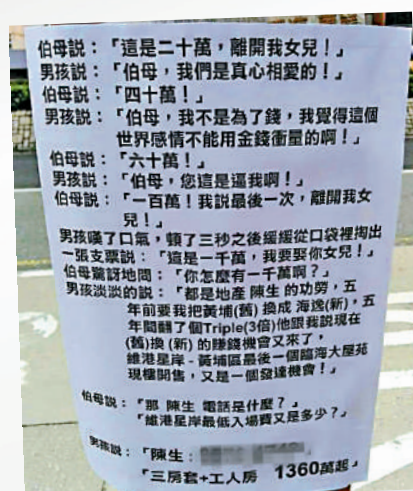 伯母説：「這是二十萬，離開我女兒！」
男孩説：「伯母，我們是真心相愛的！」
伯母説：「四十萬！」
男孩説：「伯母，我不是為了錢，我覺得這個
世界感情不能用金錢衡量的啊！」
伯母説：「六十萬！」
男孩説：「伯母，您這是逼我啊！」
伯母説：「一百萬！我説最後一次，離開我女
兒！」
男孩嘆了口氣，頓了三秒之後緩緩從口袋裡掏出
一張支票説：「這是一千萬，我要娶你女兒！」
伯母驚訝地問：「你怎麼有一千萬啊？」
男孩淡淡的説：「都是地產 陳生 的功勞，五
年前要我把黃埔(舊) 換成 海逸(新)，五
年間翻了個Triple(3倍)他跟我説現在
(舊)換 (新) 的賺錢機會又來了，
維港星岸 - 黃埔區最後一個臨海大屋苑
現樓開售，又是一個發達機會！」
伯母説：「那 陳生 電話是什麼？」
「維港星岸最低入場費又是多少？」
男孩説：「陳生：
「三房套+工人房 1360萬起」